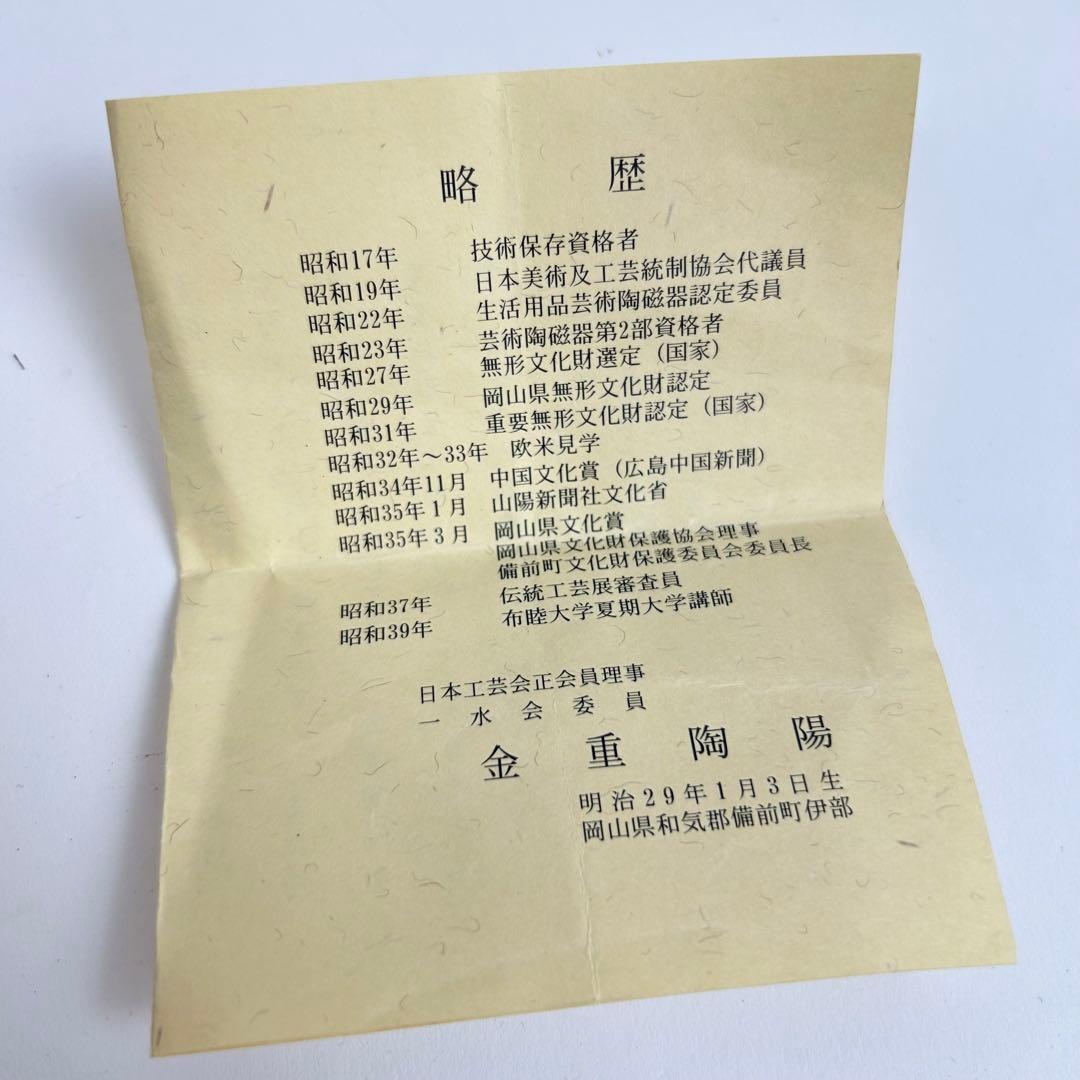 略歴
昭和17年 技術保存資格者
昭和19年 日本美術及工芸統制協会代議員
昭和22年 生活用品芸術陶磁器認定委員
昭和23年 芸術陶磁器第2部資格者
昭和27年 無形文化財選定（国家）
昭和29年 岡山県無形文化財認定
昭和31年 重要無形文化財認定（国家）
昭和32年～33年 欧米見学
昭和34年11月 中国文化賞（広島中国新聞）
昭和35年1月 山陽新聞社文化省
昭和35年3月 岡山県文化賞
岡山県文化財保護協会理事
備前町文化財保護委員会委員長
昭和37年 伝統工芸展審査員
昭和39年 布睦大学夏期大学講師
日本工芸会正会員理事
一水会委員
金重陶陽
明治29年1月3日生
岡山県和気郡備前町伊部